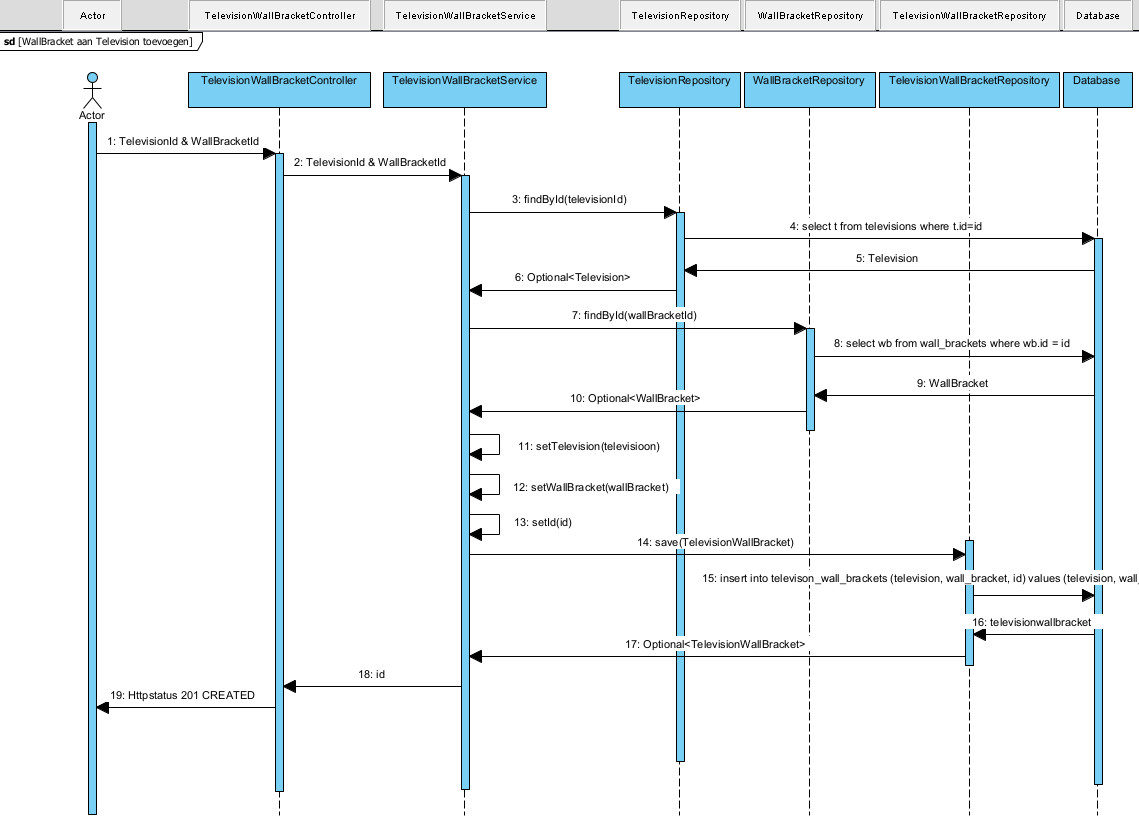 Actor
TelevisionWallBracketController
TelevisionWallBracketService
TelevisionRepository
WallBracketRepository
TelevisionWallBracketRepository
Database
sd [WallBracket aan Television toevoegen]
TelevisionWallBracketController
TelevisionWallBracketService
TelevisionRepository
WallBracketRepository
TelevisionWallBracketRepository
Database
Actor
1: TelevisionId & WallBracketId
2: TelevisionId & WallBracketId
3: findById(televisionId)
4: select t from televisions where t.id=id
5: Television
6: Optional<Television>
7: findById(wallBracketId)
8: select wb from wall_brackets where wb.id = id
9: WallBracket
10: Optional<WallBracket>
11: setTelevision(televisioon)
12: setWallBracket(wallBracket)
13: setId(id)
14: save(TelevisionWallBracket)
15: insert into televison_wall_brackets (television, wall_bracket, id) values (television, wall_
16: televisionwallbracket
17: Optional<TelevisionWallBracket>
18: id
19: Httpstatus 201 CREATED